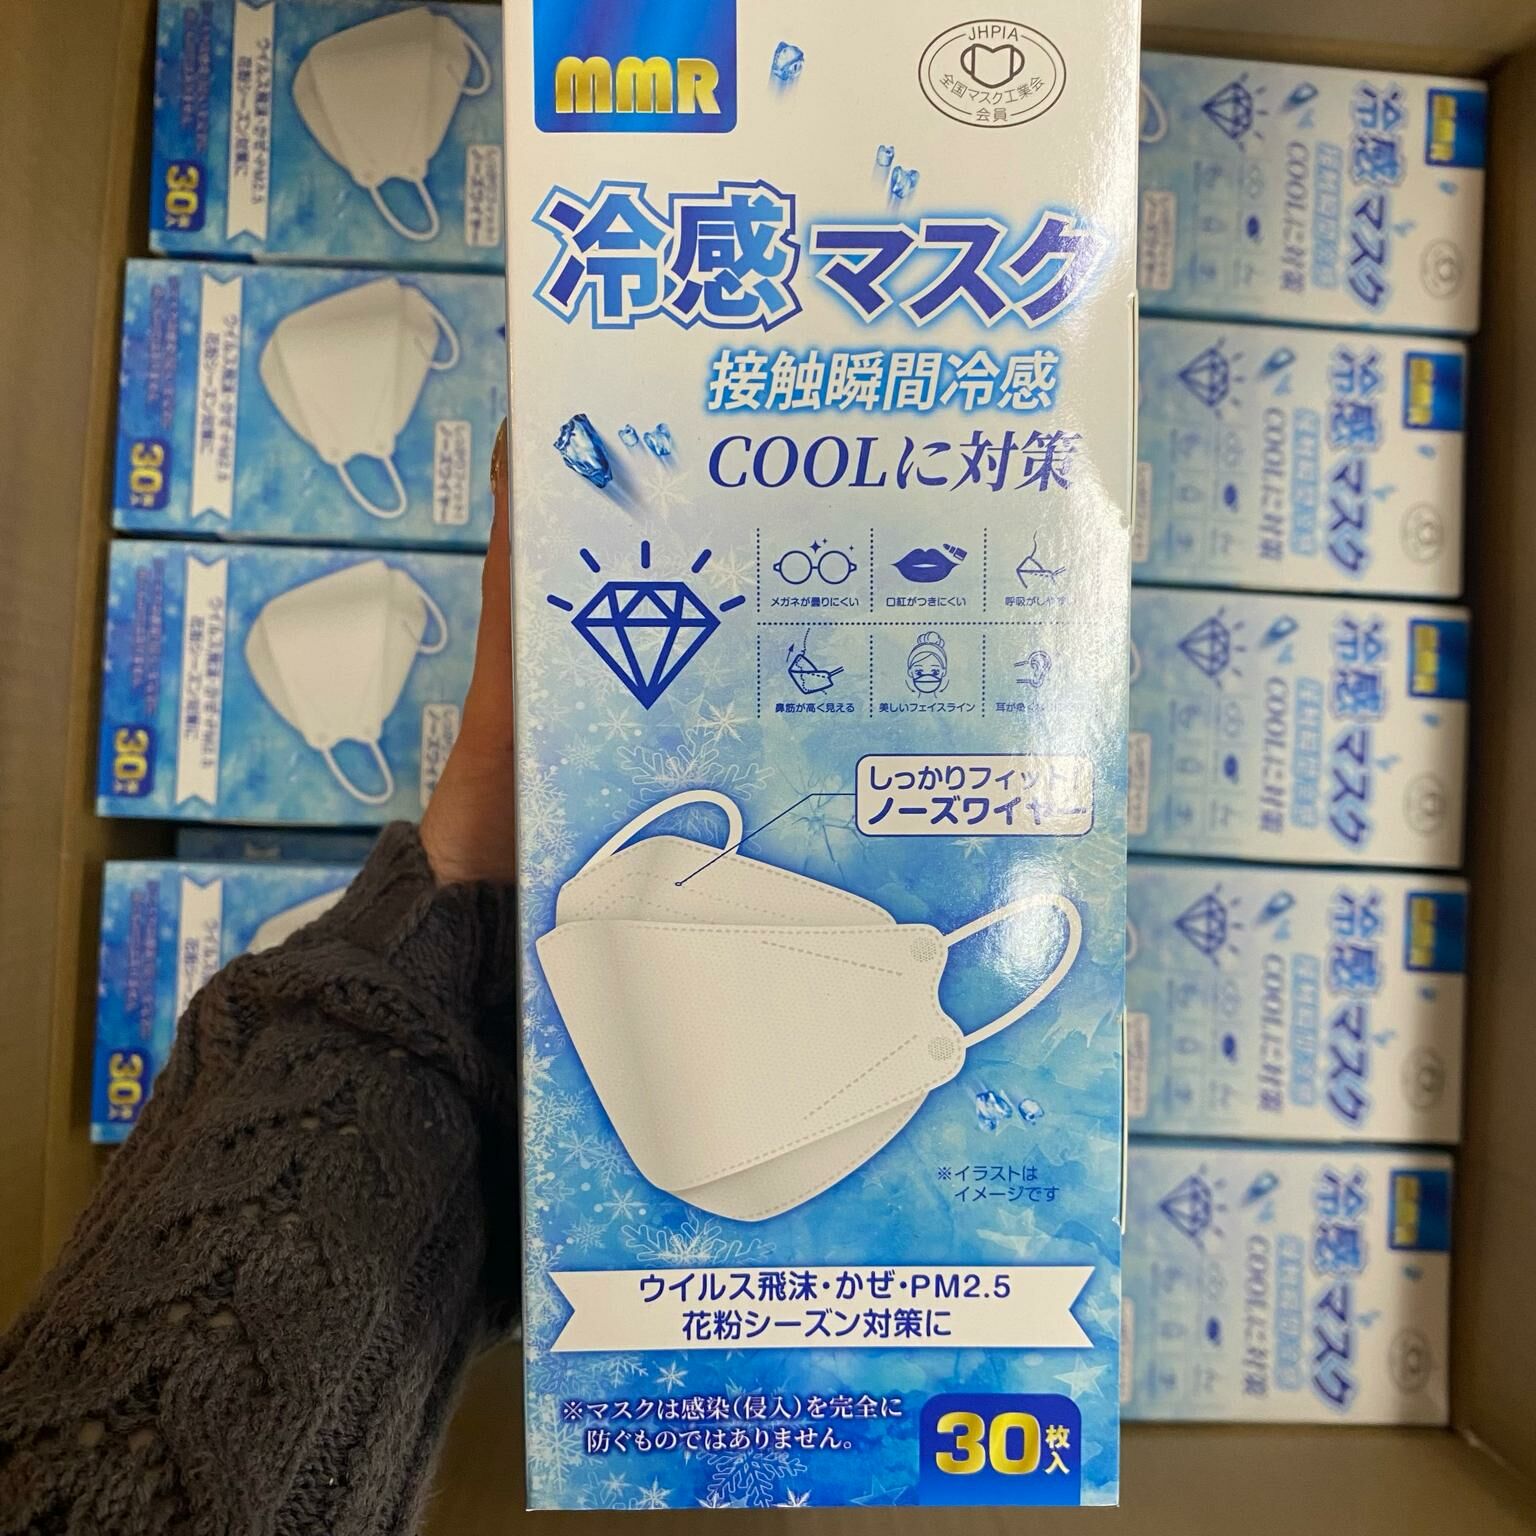 MMR
JHPIA
全国マスク工業会
会員
冷感マスク
接触瞬間冷感
COOLに対策
メガネが曇りにくい
口紅がつきにくい
呼吸がしやすい
鼻筋が高く見える
美しいフェイスライン
しっかりフィット!
ノーズワイヤー
※イラストは
イメージです
ウイルス飛沫・かぜ・PM2.5
花粉シーズン対策に
※マスクは感染(侵入)を完全に
防ぐものではありません。
30枚入